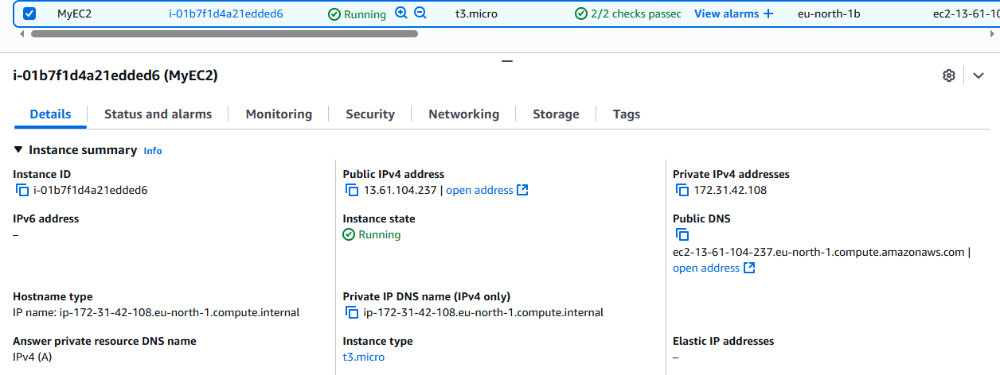 MyEC2 i-01b7f1d4a21edded6 Running t3.micro 2/2 checks passec View alarms + eu-north-1b ec2-13-61-10
i-01b7f1d4a21edded6 (MyEC2)
Details Status and alarms Monitoring Security Networking Storage Tags
Instance summary Info
Instance ID
i-01b7f1d4a21edded6
Public IPv4 address
13.61.104.237 | open address
Private IPv4 addresses
172.31.42.108
IPv6 address
–
Instance state
Running
Public DNS
ec2-13-61-104-237.eu-north-1.compute.amazonaws.com |
open address
Hostname type
IP name: ip-172-31-42-108.eu-north-1.compute.internal
Private IP DNS name (IPv4 only)
ip-172-31-42-108.eu-north-1.compute.internal
Answer private resource DNS name
IPv4 (A)
Instance type
t3.micro
Elastic IP addresses
–